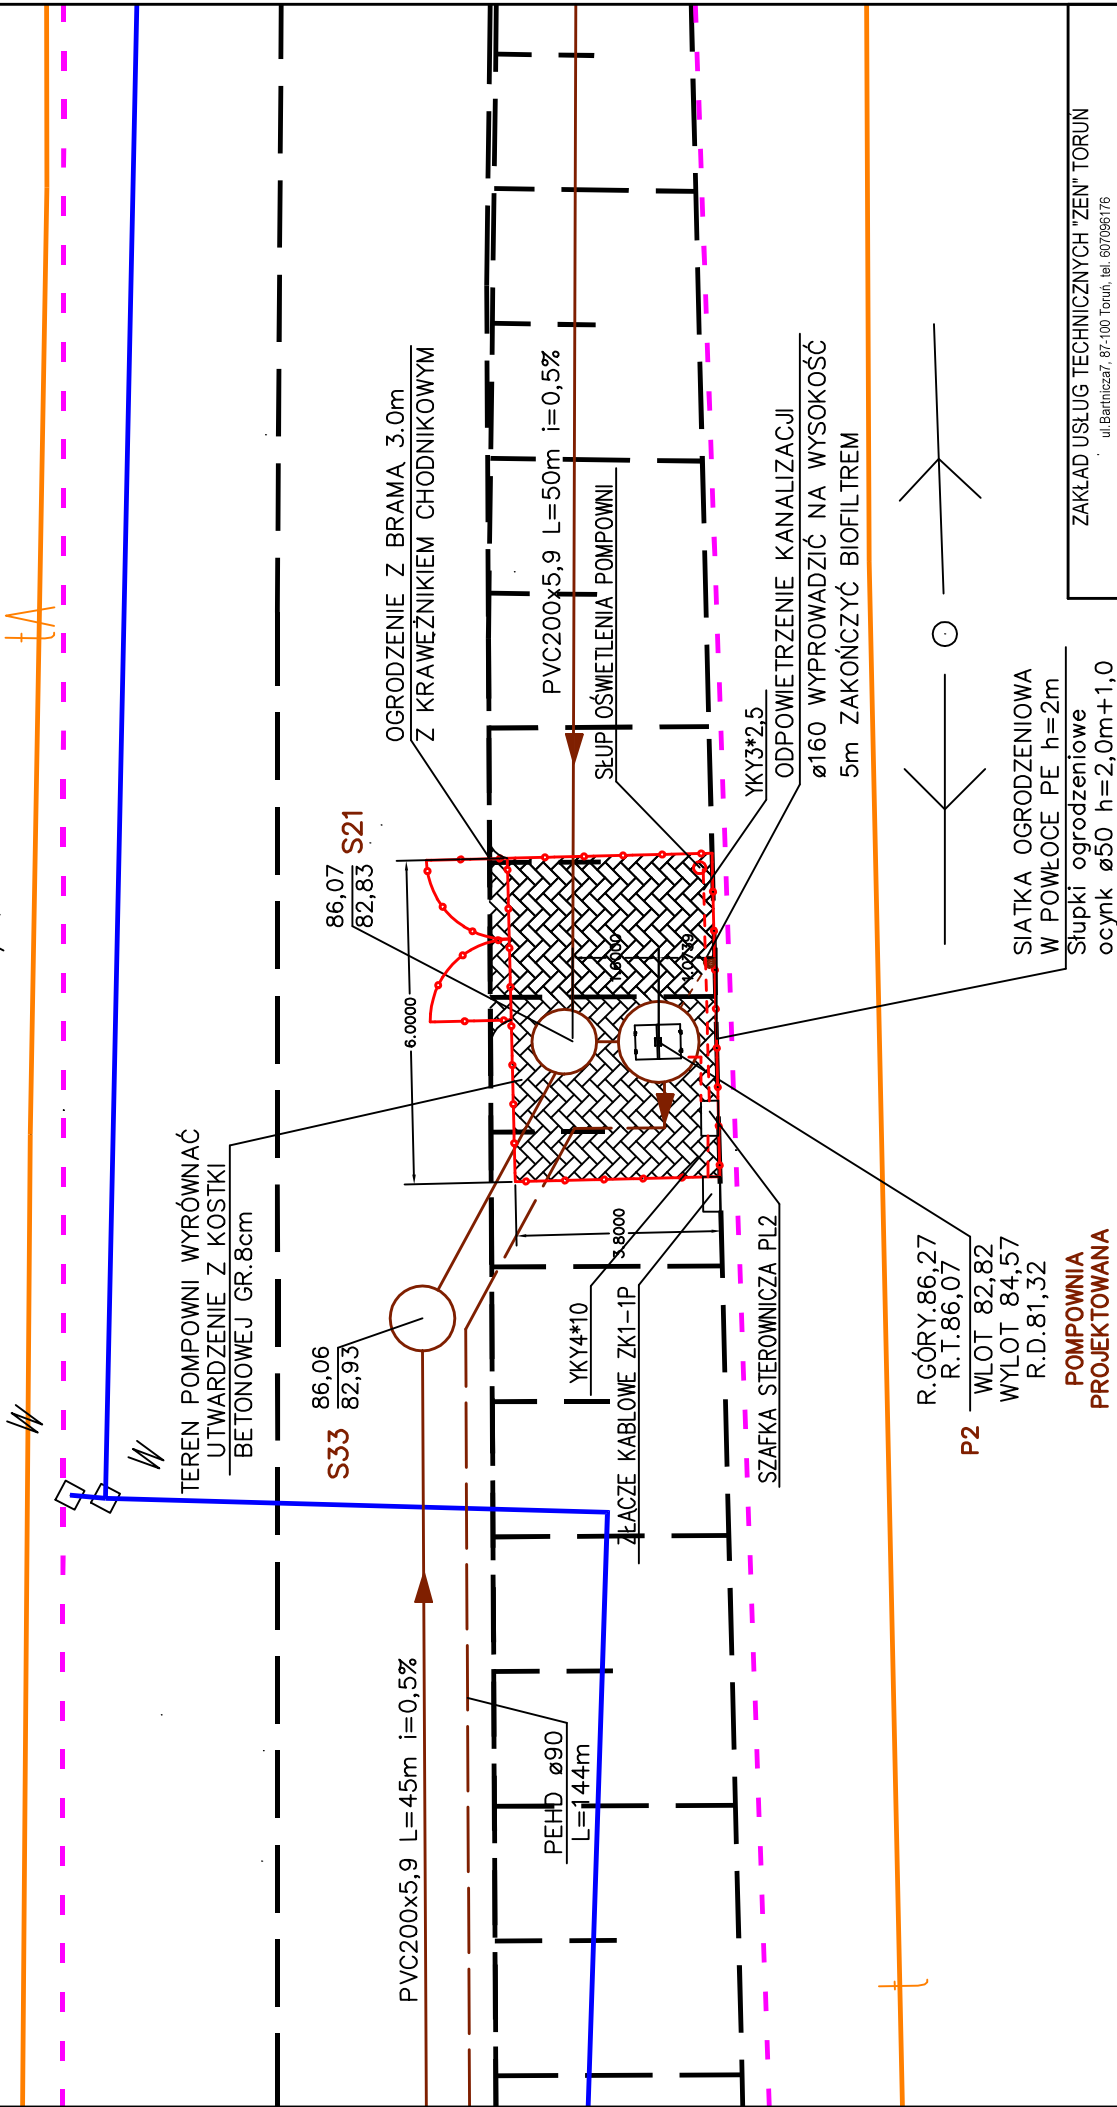 TEREN POMPOWNI WYRÓWNAĆ
UTWARDZENIE Z KOSTKI
BETONOWEJ GR.8cm
S33
86,06
82,93
86,07
82,83
S21
OGRODZENIE Z BRAMA 3.0m
Z KRAWĘŻNIKIEM CHODNIKOWYM
PVC200x5,9 L=45m i=0,5%
PVC200x5,9 L=50m i=0,5%
PEHD ø90
L=144m
6.0000
3.8000
1.6000
1.0739
SŁUP OŚWIETLENIA POMPOWNI
YKY4*10
ZŁĄCZE KABLOWE ZK1-1P
SZAFKA STEROWNICZA PL2
YKY3*2,5
ODPOWIETRZENIE KANALIZACJI
ø160 WYPROWADZIĆ NA WYSOKOŚĆ
5m ZAKOŃCZYĆ BIOFILTREM
R.GÓRY.86,27
R.T.86,07
P2
WLOT 82,82
WYLOT 84,57
R.D.81,32
POMPOWNIA
PROJEKTOWANA
SIATKA OGRODZENIOWA
W POWŁOCE PE h=2m
Słupki ogrodzeniowe
ocynk ø50 h=2,0m+1,0
W
W
tA
t
ZAKŁAD USŁUG TECHNICZNYCH "ZEN" TORUŃ
ul.Bartnicza7, 87-100 Toruń, tel. 607096176